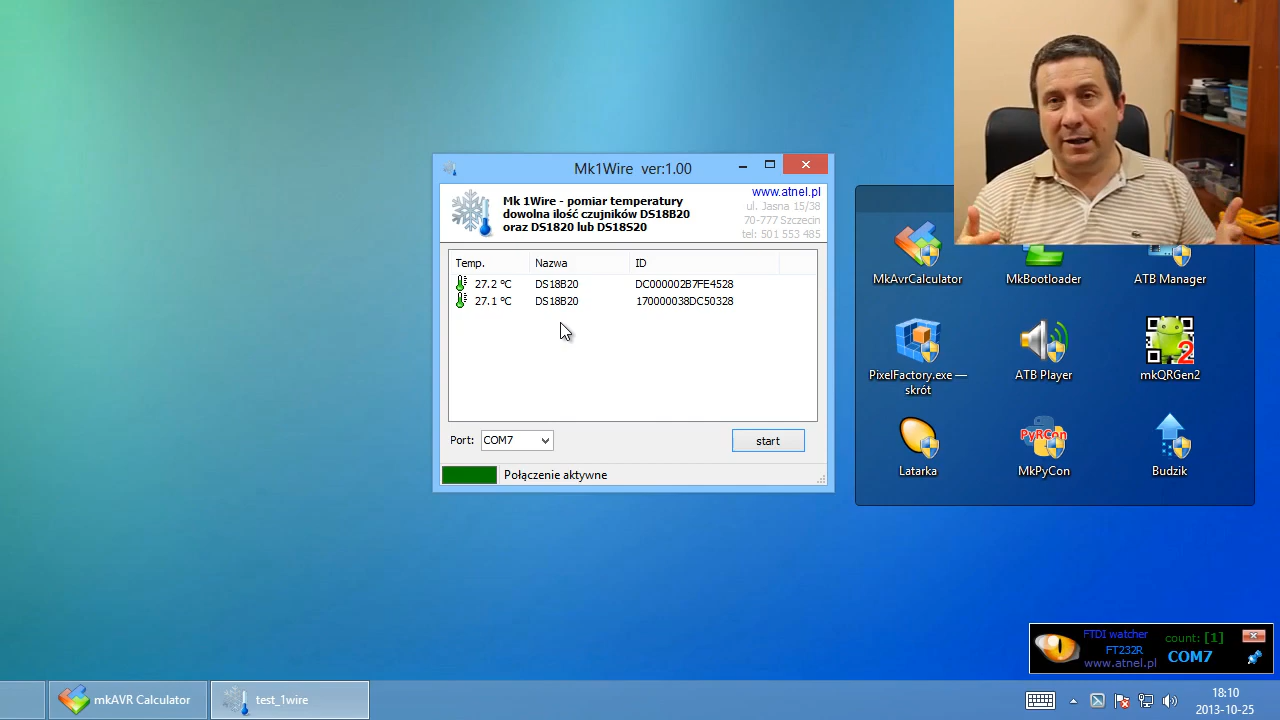 Mk1Wire ver:1.00
www.atnel.pl
Mk 1Wire - pomiar temperatury
dowolna ilość czujników DS18B20
oraz DS1820 lub DS18S20
ul. Jasna 15/38
70-777 Szczecin
tel: 501 553 485
Temp. Nazwa ID
27.2 ºC DS18B20 DC000002B7FE4528
27.1 ºC DS18B20 170000038DC50328
Port: COM7 start
Połączenie aktywne
MkAvrCalculator MkBootloader ATB Manager
PixelFactory.exe — skrót
ATB Player
2
mkQRGen2
Latarka
PyRCon
MkPyCon
Budzik
FTDI watcher count: [1]
FT232R
COM7
www.atnel.pl
mkAVR Calculator test_1wire
18:10
2013-10-25